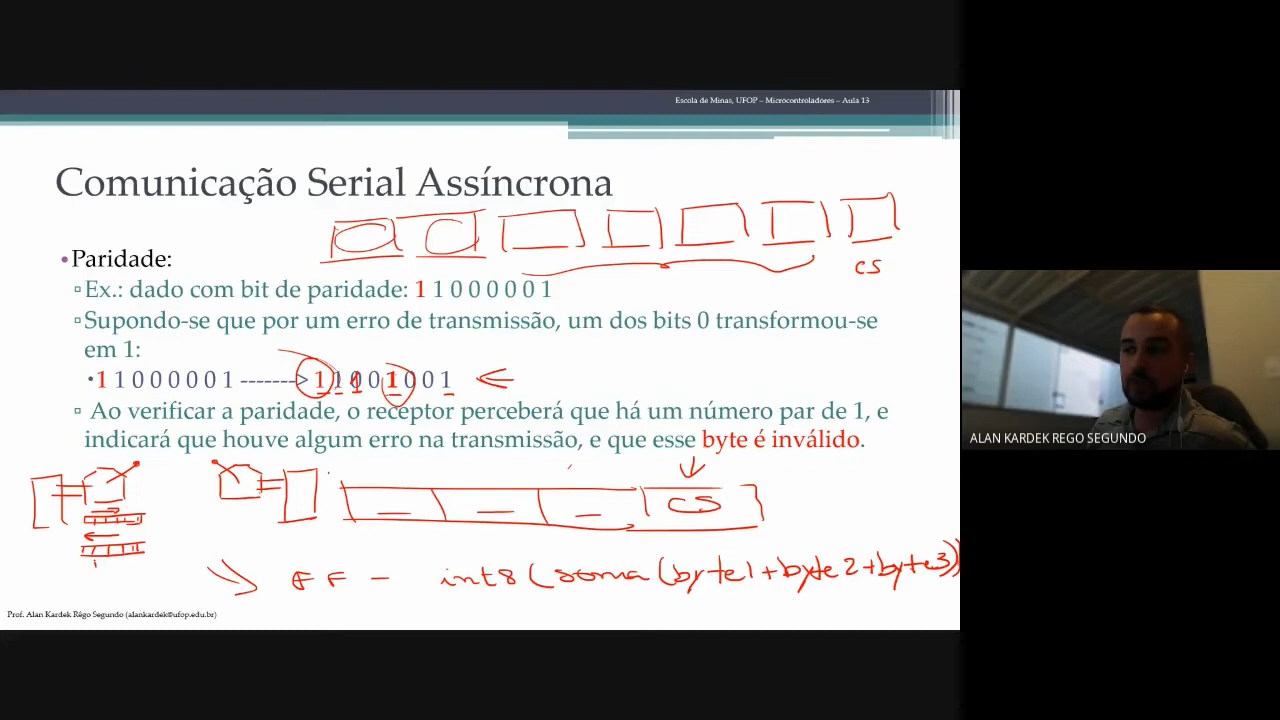 Escola de Minas, UFOP – Microcontroladores – Aula 13
Comunicação Serial Assíncrona
CS
•Paridade:
▫Ex.: dado com bit de paridade: 1 1 0 0 0 0 0 1
▫Supondo-se que por um erro de transmissão, um dos bits 0 transformou-se
em 1:
•1 1 0 0 0 0 0 1 -------> 1 1 0 0 1 0 0 1
▫ Ao verificar a paridade, o receptor perceberá que há um número par de 1, e
indicará que houve algum erro na transmissão, e que esse byte é inválido.
ALAN KARDEK REGO SEGUNDO
CS
FF - int8 (soma (byte1+byte2+byte3))
Prof. Alan Kardek Rêgo Segundo (alankardek@ufop.edu.br)